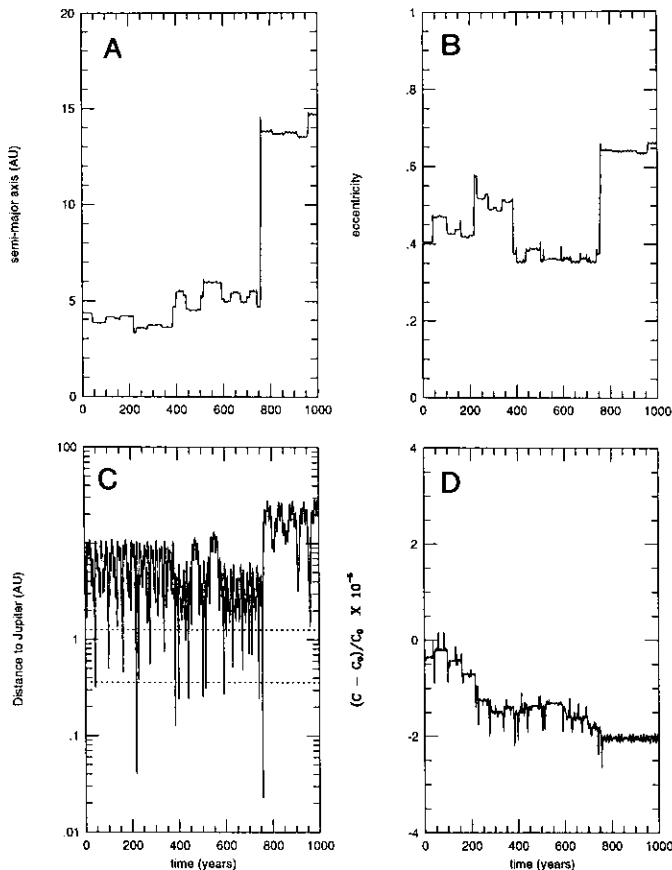 A
20
15
10
5
0
semi-major axis (AU)
0 200 400 600 800 1000
B
1
.8
.6
.4
.2
0
eccentricity
0 200 400 600 800 1000
C
100
10
1
.1
.01
Distance to Jupiter (AU)
0 200 400 600 800 1000
time (years)
D
4
2
0
-2
-4
(C - C₀)/C₀ X 10⁻⁵
0 200 400 600 800 1000
time (years)